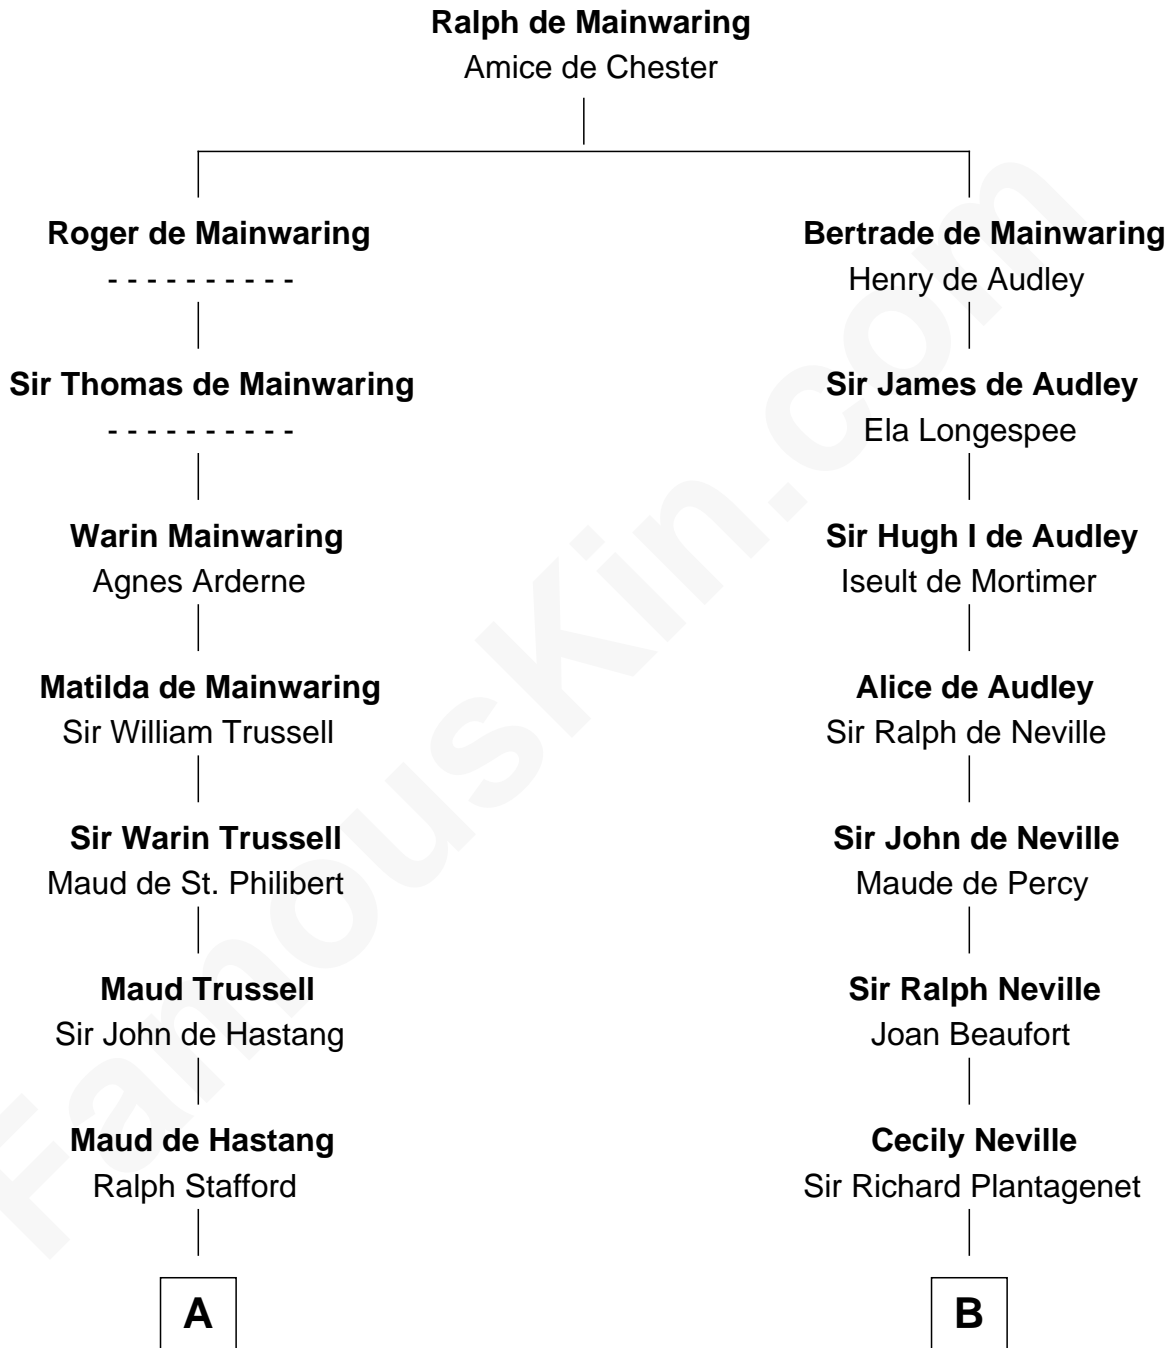 Ralph de Mainwaring
Amice de Chester
Roger de Mainwaring
- - - - - - - - - -
Sir Thomas de Mainwaring
- - - - - - - - - -
Warin Mainwaring
Agnes Arderne
Matilda de Mainwaring
Sir William Trussell
Sir Warin Trussell
Maud de St. Philibert
Maud Trussell
Sir John de Hastang
Maud de Hastang
Ralph Stafford
A
Bertrade de Mainwaring
Henry de Audley
Sir James de Audley
Ela Longespee
Sir Hugh I de Audley
Iseult de Mortimer
Alice de Audley
Sir Ralph de Neville
Sir John de Neville
Maude de Percy
Sir Ralph Neville
Joan Beaufort
Cecily Neville
Sir Richard Plantagenet
B
FamousKin.com